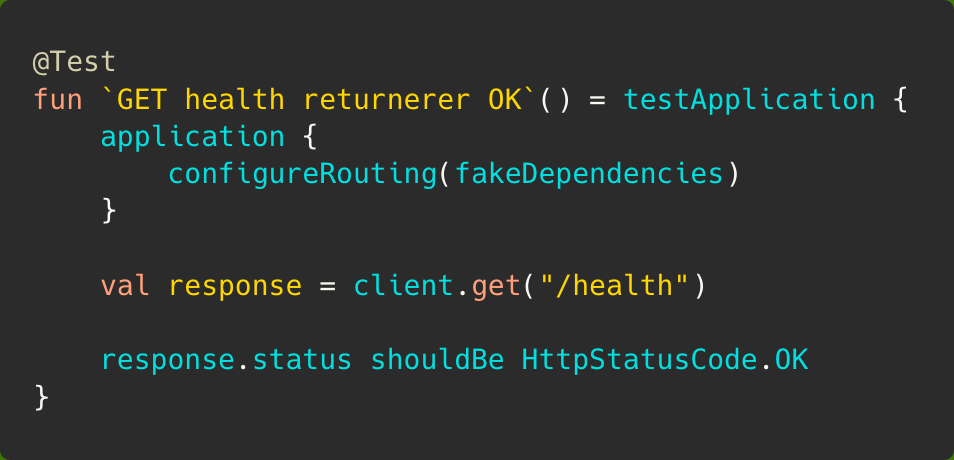 @Test
fun `GET health returnerer OK`() = testApplication {
    application {
        configureRouting(fakeDependencies)
    }

    val response = client.get("/health")

    response.status shouldBe HttpStatusCode.OK
}